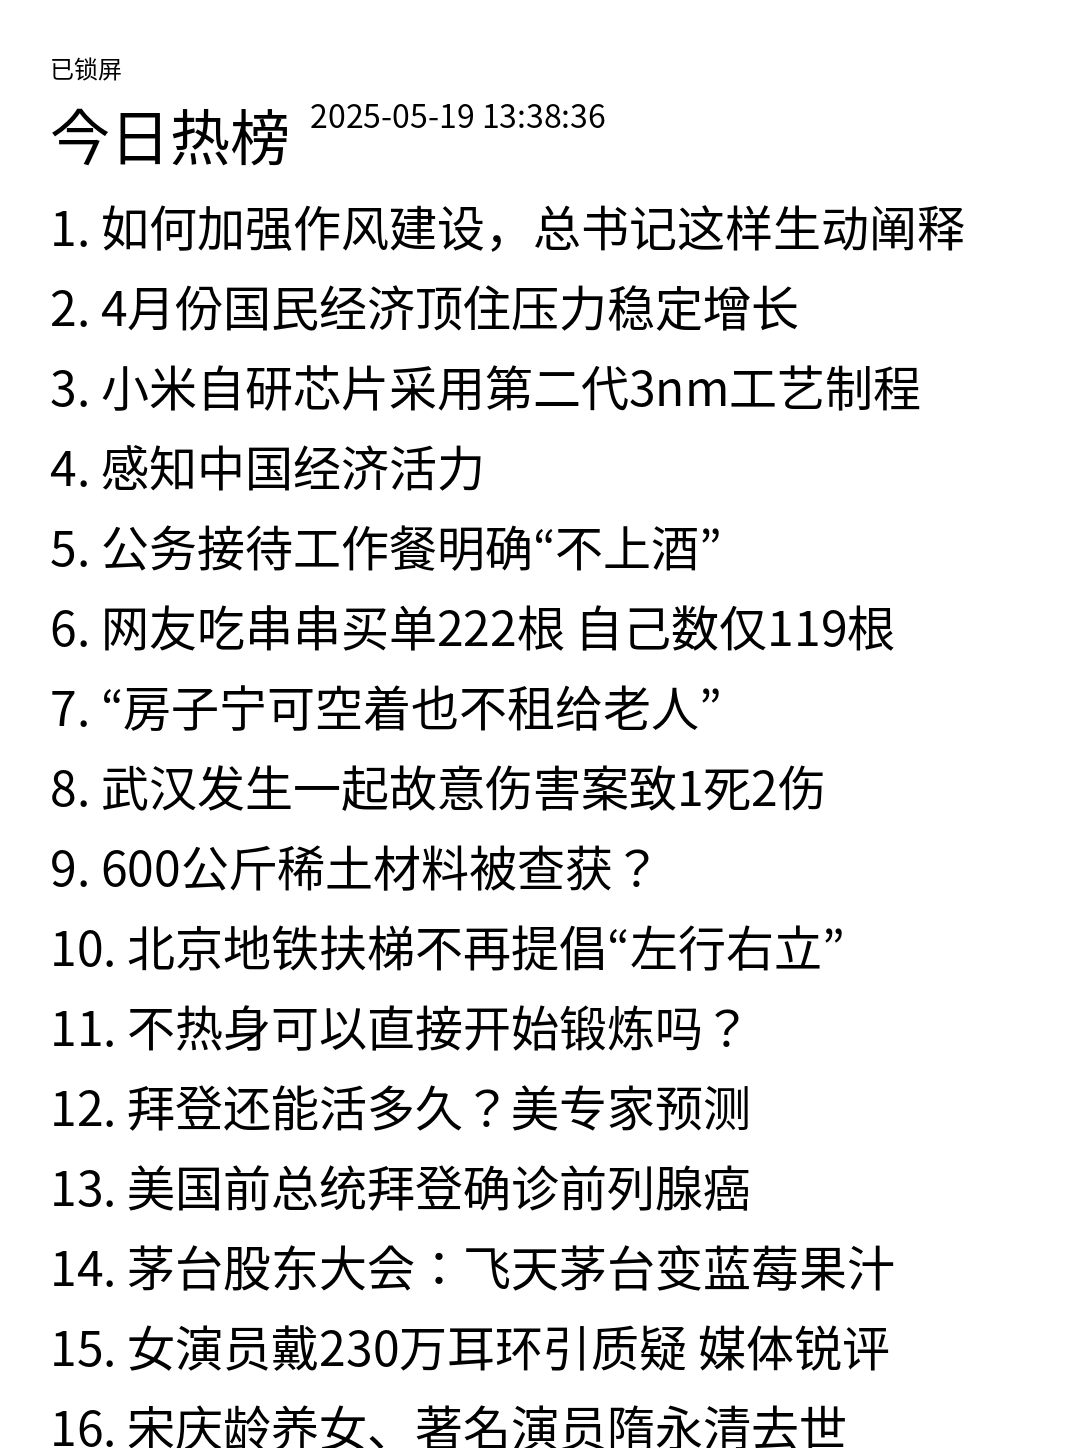 已锁屏
今日热榜 2025-05-19 13:38:36
1. 如何加强作风建设，总书记这样生动阐释
2. 4月份国民经济顶住压力稳定增长
3. 小米自研芯片采用第二代3nm工艺制程
4. 感知中国经济活力
5. 公务接待工作餐明确“不上酒”
6. 网友吃串串买单222根 自己数仅119根
7. “房子宁可空着也不租给老人”
8. 武汉发生一起故意伤害案致1死2伤
9. 600公斤稀土材料被查获？
10. 北京地铁扶梯不再提倡“左行右立”
11. 不热身可以直接开始锻炼吗？
12. 拜登还能活多久？美专家预测
13. 美国前总统拜登确诊前列腺癌
14. 茅台股东大会：飞天茅台变蓝莓果汁
15. 女演员戴230万耳环引质疑 媒体锐评
16. 宋庆龄养女、著名演员隋永清去世